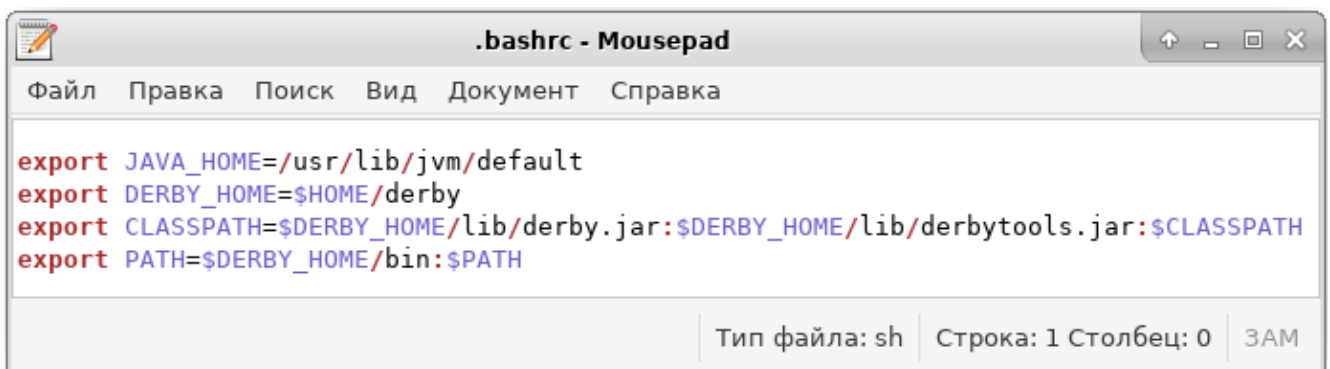 .bashrc - Mousepad
Файл Правка Поиск Вид Документ Справка
export JAVA_HOME=/usr/lib/jvm/default
export DERBY_HOME=$HOME/derby
export CLASSPATH=$DERBY_HOME/lib/derby.jar:$DERBY_HOME/lib/derbytools.jar:$CLASSPATH
export PATH=$DERBY_HOME/bin:$PATH
Тип файла: sh Строка: 1 Столбец: 0 ЗАМ